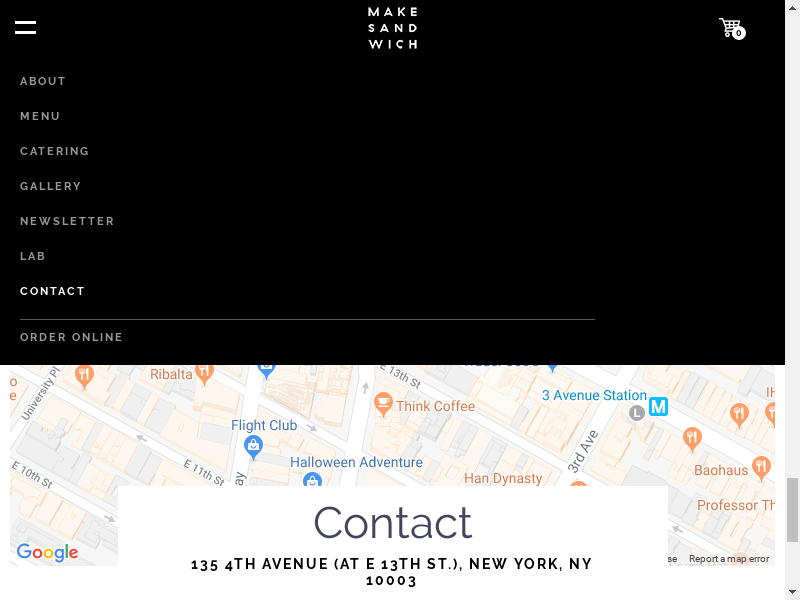 MAKE
SAND
WICH
0
ABOUT
MENU
CATERING
GALLERY
NEWSLETTER
LAB
CONTACT
ORDER ONLINE
Ribalta
E 13th St
University Pl
3 Avenue Station
M
L
Think Coffee
Flight Club
3rd Ave
Halloween Adventure
E 11th St
E 10th St
Han Dynasty
Baohaus
Professor Th
Google
Report a map error
Contact
135 4TH AVENUE (AT E 13TH ST.), NEW YORK, NY
10003